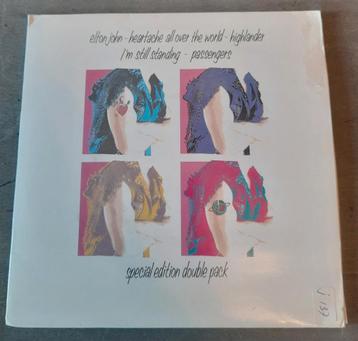 elton john - heartache all over the world - highlander
i'm still standing - passengers
special edition double pack